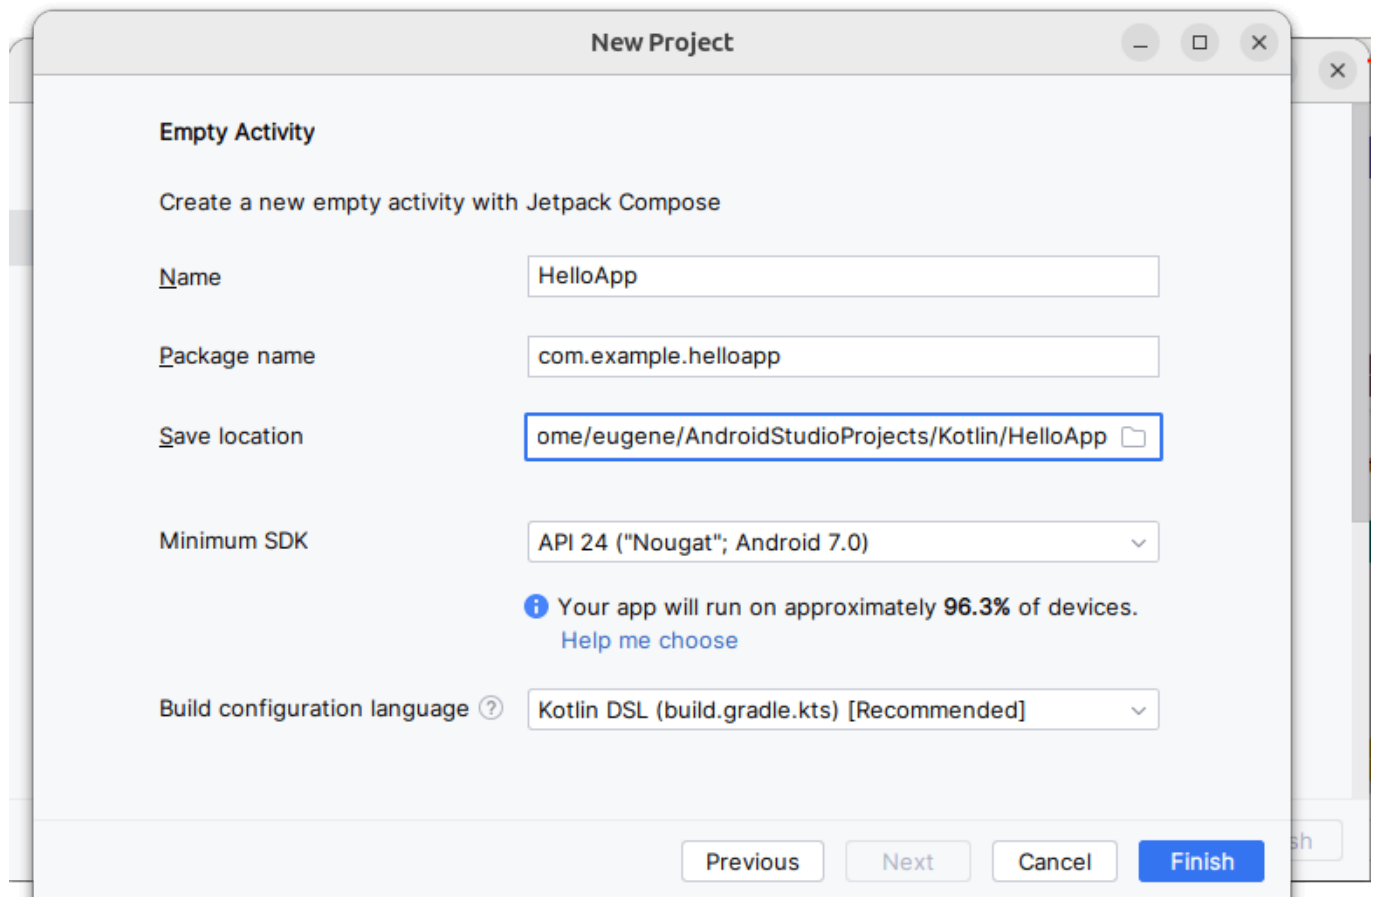 New Project
Empty Activity
Create a new empty activity with Jetpack Compose
Name
HelloApp
Package name
com.example.helloapp
Save location
ome/eugene/AndroidStudioProjects/Kotlin/HelloApp
Minimum SDK
API 24 ("Nougat"; Android 7.0)
Your app will run on approximately 96.3% of devices.
Help me choose
Build configuration language ?
Kotlin DSL (build.gradle.kts) [Recommended]
sh
Previous
Next
Cancel
Finish